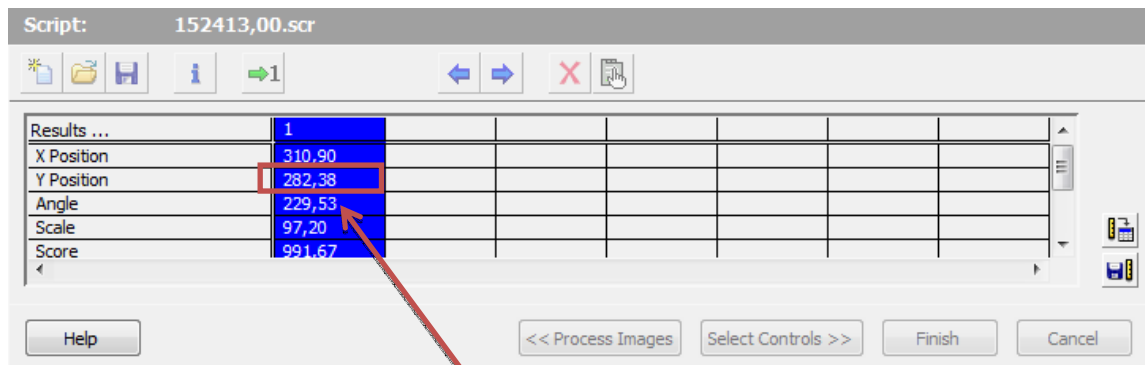 Script: 152413,00.scr
1
Results ... 1
X Position 310,90
Y Position 282,38
Angle 229,53
Scale 97,20
Score 991,67
Help << Process Images Select Controls >> Finish Cancel